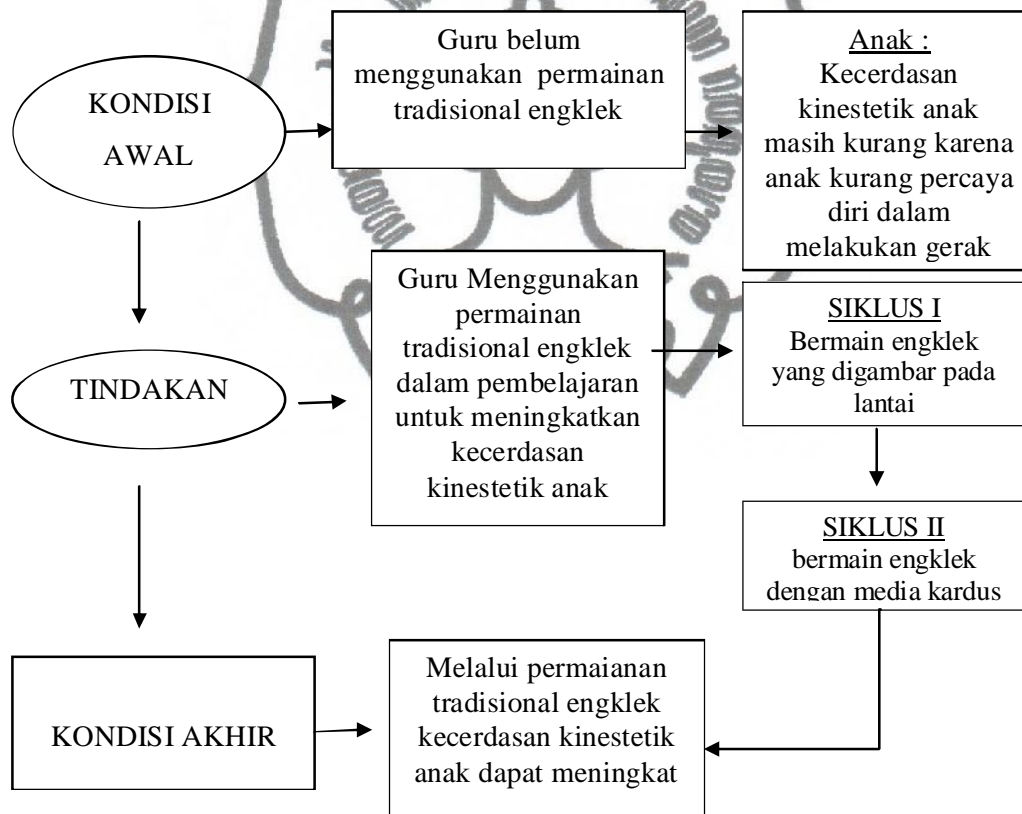 KONDISI
AWAL
Guru belum
menggunakan permainan
tradisional engklek
Anak :
Kecerdasan
kinestetik anak
masih kurang karena
anak kurang percaya
diri dalam
melakukan gerak
TINDAKAN
Guru Menggunakan
permainan
tradisional engklek
dalam pembelajaran
untuk meningkatkan
kecerdasan
kinestetik anak
SIKLUS I
Bermain engklek
yang digambar pada
lantai
SIKLUS II
bermain engklek
dengan media kardus
KONDISI AKHIR
Melalui permaianan
tradisional engklek
kecerdasan kinestetik
anak dapat meningkat